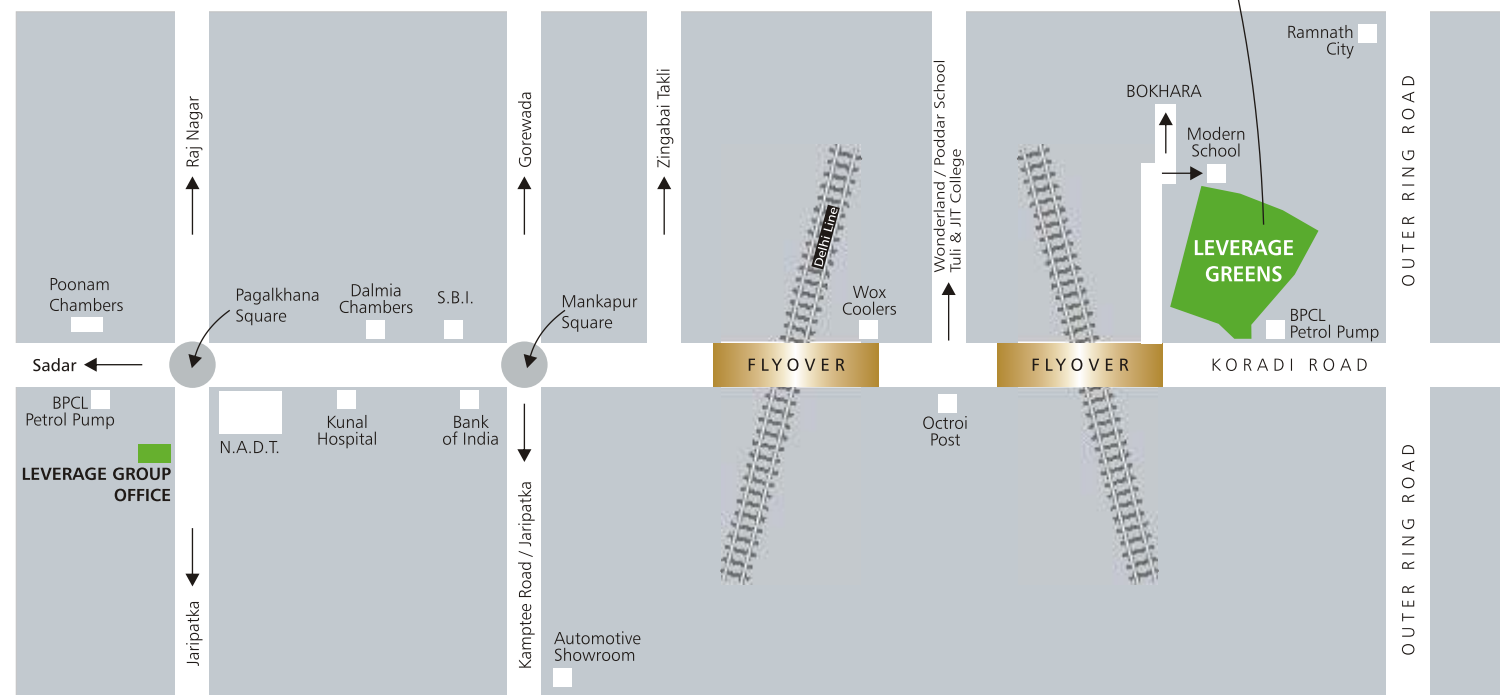 Ramnath
City
BOKHARA
Modern
School
LEVERAGE
GREENS
BPCL
Petrol Pump
OUTER RING ROAD
Raj Nagar
Gorewada
Zingabai Takli
Wonderland / Poddar School
Tuli & JIT College
Delhi Line
Poonam
Chambers
Pagalkhana
Square
Dalmia
Chambers
S.B.I.
Mankapur
Square
Wox
Coolers
Sadar
FLYOVER
FLYOVER
KORADI ROAD
BPCL
Petrol Pump
LEVERAGE GROUP
OFFICE
N.A.D.T.
Kunal
Hospital
Bank
of India
Octroi
Post
Jaripatka
Kamptee Road / Jaripatka
Automotive
Showroom
OUTER RING ROAD